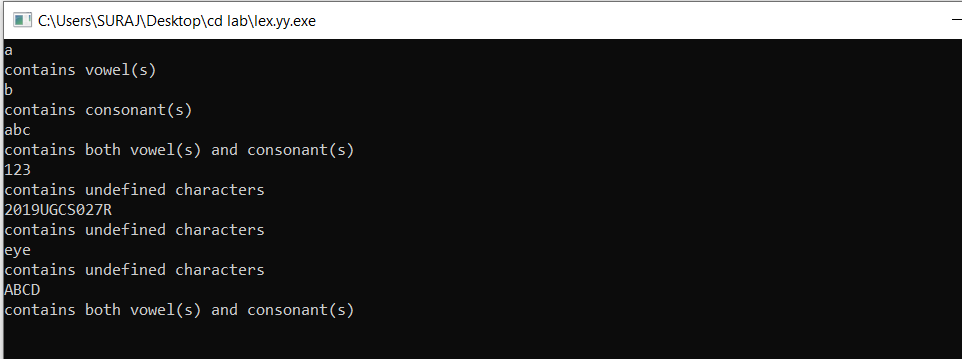 C:\Users\SURAJ\Desktop\cd lab\lex.yy.exe
a
contains vowel(s)
b
contains consonant(s)
abc
contains both vowel(s) and consonant(s)
123
contains undefined characters
2019UGCS027R
contains undefined characters
eye
contains undefined characters
ABCD
contains both vowel(s) and consonant(s)